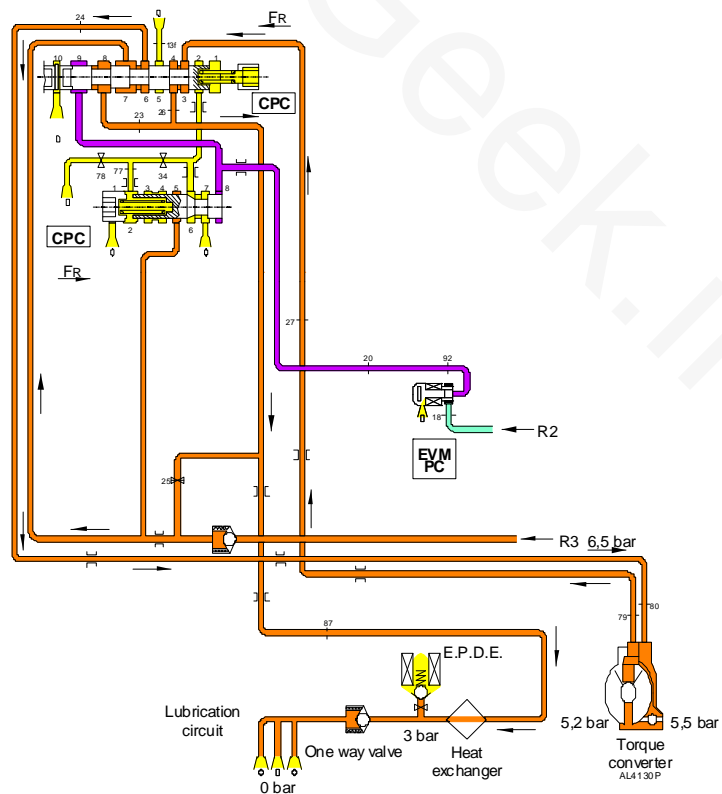 24
13f
FR
10 9 8 4 2 1
7 6 5 3
CPC
23
26
77
78
34
1 3 4 5 7 8
2 6
CPC
FR
27
20
92
18
R2
EVM
PC
25
R3 6,5 bar
79
80
87
E.P.D.E.
Lubrication
circuit
One way valve
3 bar
Heat
exchanger
0 bar
5,2 bar
5,5 bar
Torque
converter
AL4130P
Geek.I